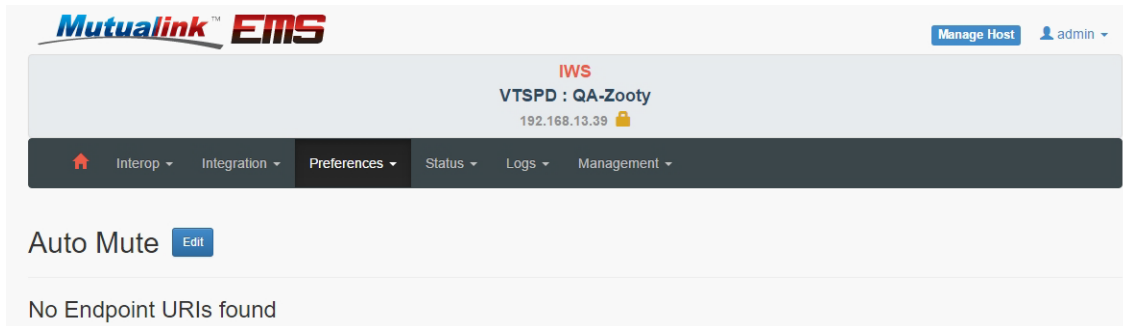 Mutualink™ EMS
Manage Host
admin
IWS
VTSPD : QA-Zooty
192.168.13.39
Interop Integration Preferences Status Logs Management
Auto Mute Edit
No Endpoint URIs found